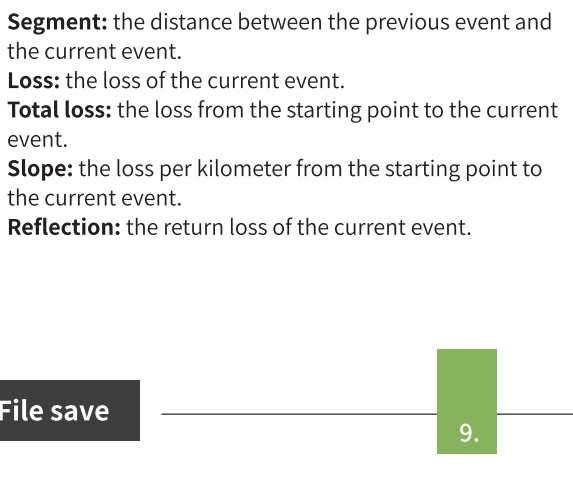 Segment: the distance between the previous event and
the current event.
Loss: the loss of the current event.
Total loss: the loss from the starting point to the current
event.
Slope: the loss per kilometer from the starting point to
the current event.
Reflection: the return loss of the current event.
File save
9.